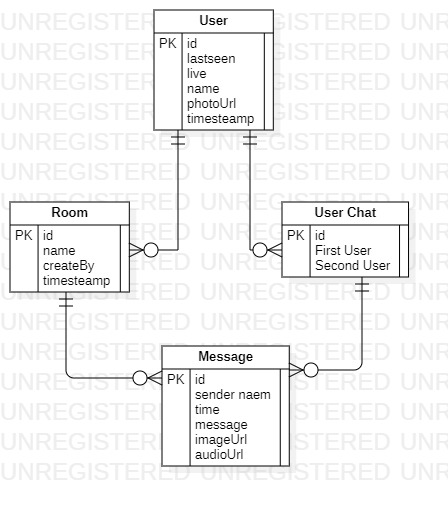 UNREGISTERED UNREGISTERED UNREGISTERED
User
PK id
lastseen
live
name
photoUrl
timesteamp
Room
PK id
name
createBy
timesteamp
User Chat
PK id
First User
Second User
Message
PK id
sender naem
time
message
imageUrl
audioUrl